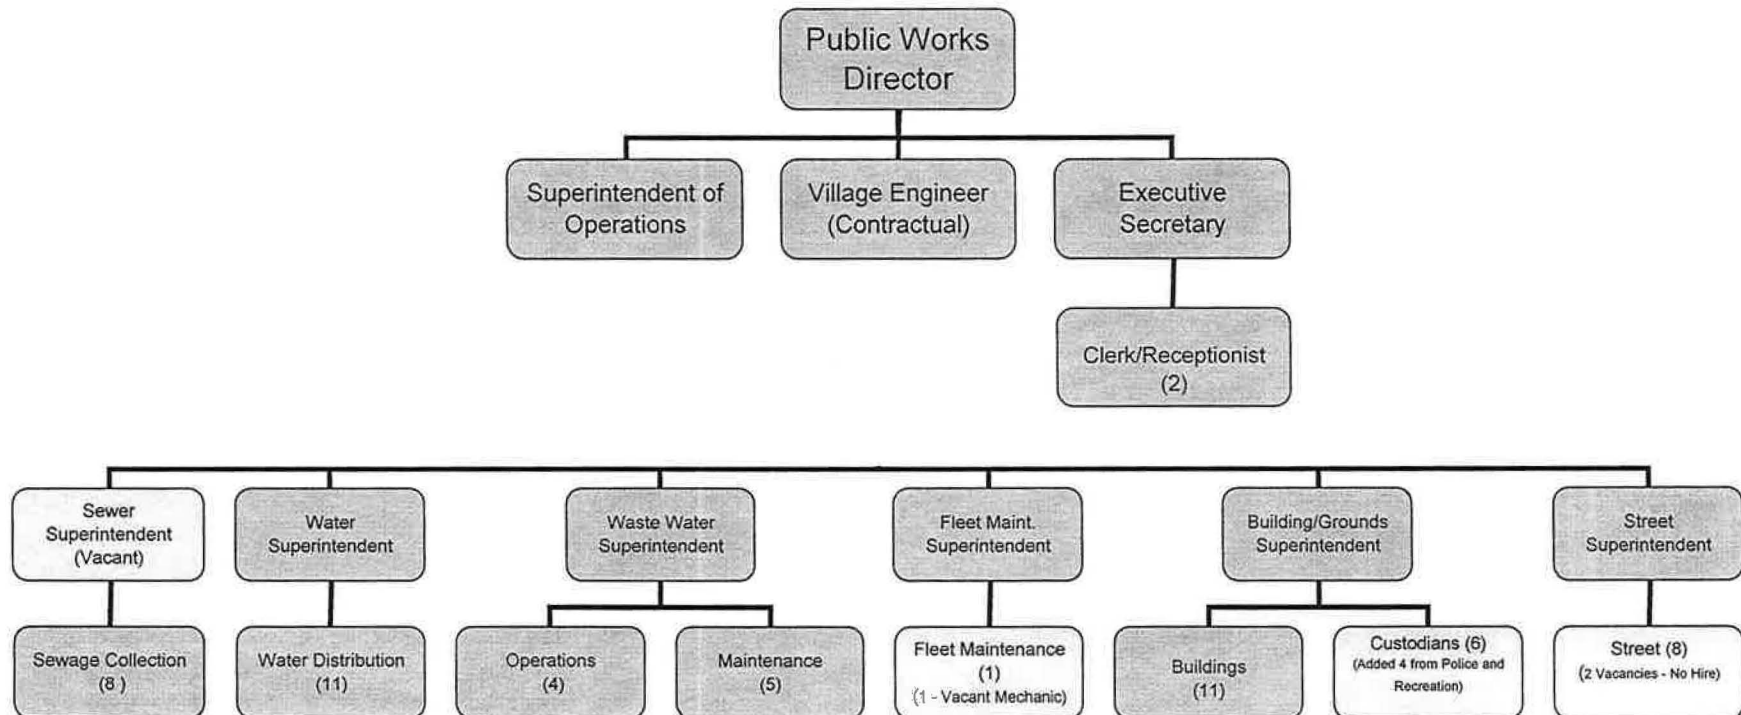 Public Works
Director
Superintendent of
Operations
Village Engineer
(Contractual)
Executive
Secretary
Clerk/Receptionist
(2)
Sewer
Superintendent
(Vacant)
Water
Superintendent
Waste Water
Superintendent
Fleet Maint.
Superintendent
Building/Grounds
Superintendent
Street
Superintendent
Sewage Collection
(8 )
Water Distribution
(11)
Operations
(4)
Maintenance
(5)
Fleet Maintenance
(1)
(1 - Vacant Mechanic)
Buildings
(11)
Custodians (6)
(Added 4 from Police and
Recreation)
Street (8)
(2 Vacancies - No Hire)